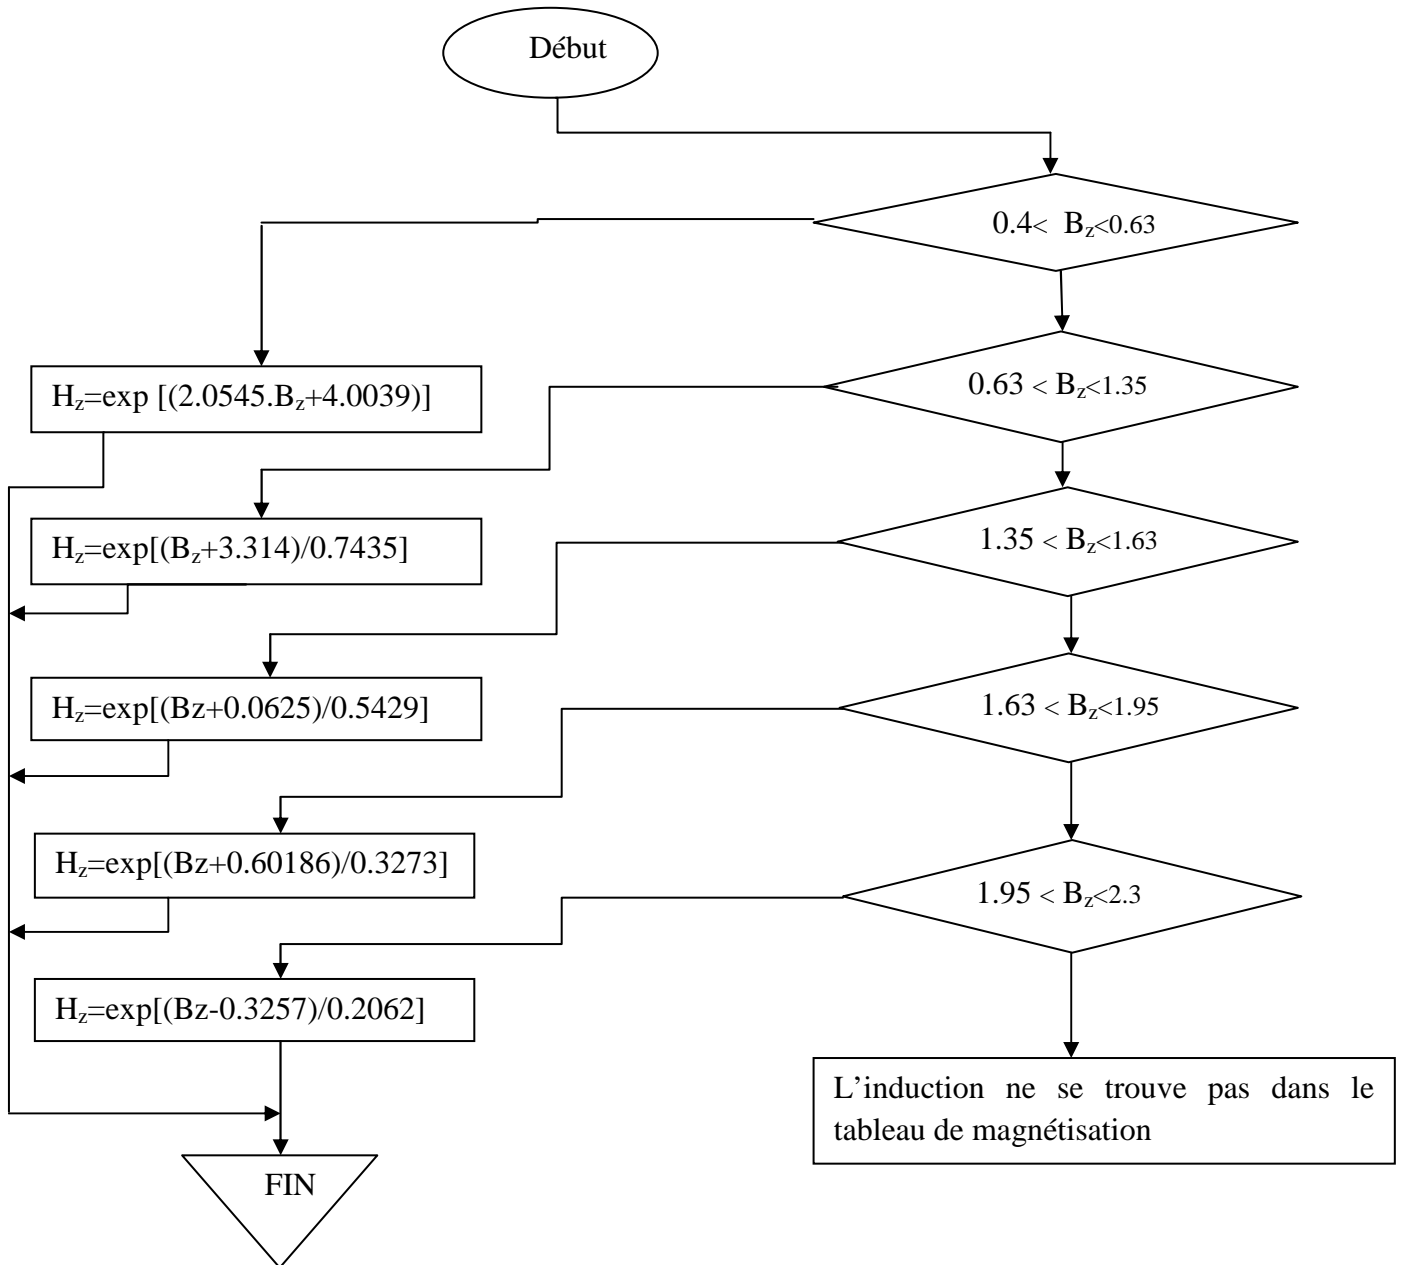 Début
0.4< Bz<0.63
Hz=exp [(2.0545.Bz+4.0039)]
0.63 < Bz<1.35
Hz=exp[(Bz+3.314)/0.7435]
1.35 < Bz<1.63
Hz=exp[(Bz+0.0625)/0.5429]
1.63 < Bz<1.95
Hz=exp[(Bz+0.60186)/0.3273]
1.95 < Bz<2.3
Hz=exp[(Bz-0.3257)/0.2062]
L’induction ne se trouve pas dans le
tableau de magnétisation
FIN